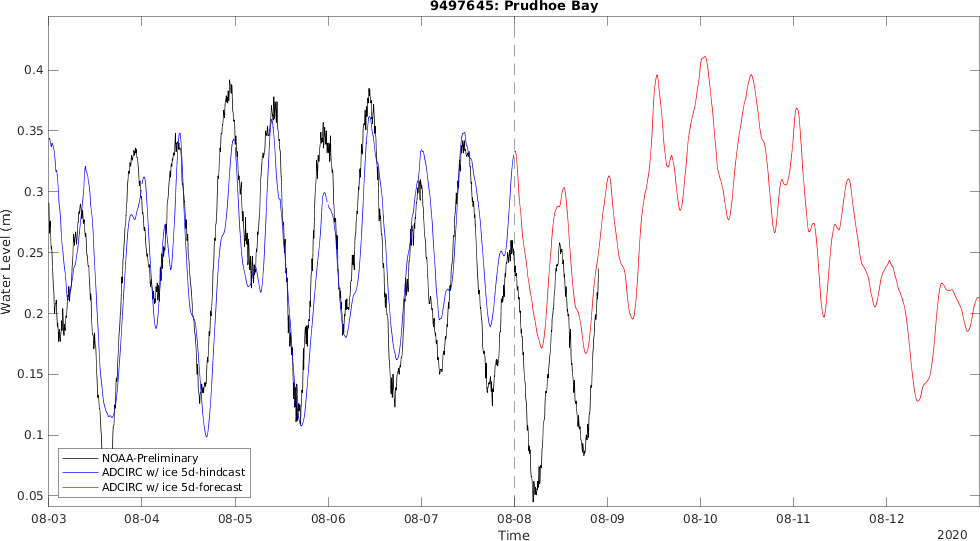 9497645: Prudhoe Bay
Water Level (m)
0.4
0.35
0.3
0.25
0.2
0.15
0.1
0.05
NOAA-Preliminary
ADCIRC w/ ice 5d-hindcast
ADCIRC w/ ice 5d-forecast
08-03 08-04 08-05 08-06 08-07 08-08 08-09 08-10 08-11 08-12
Time
2020